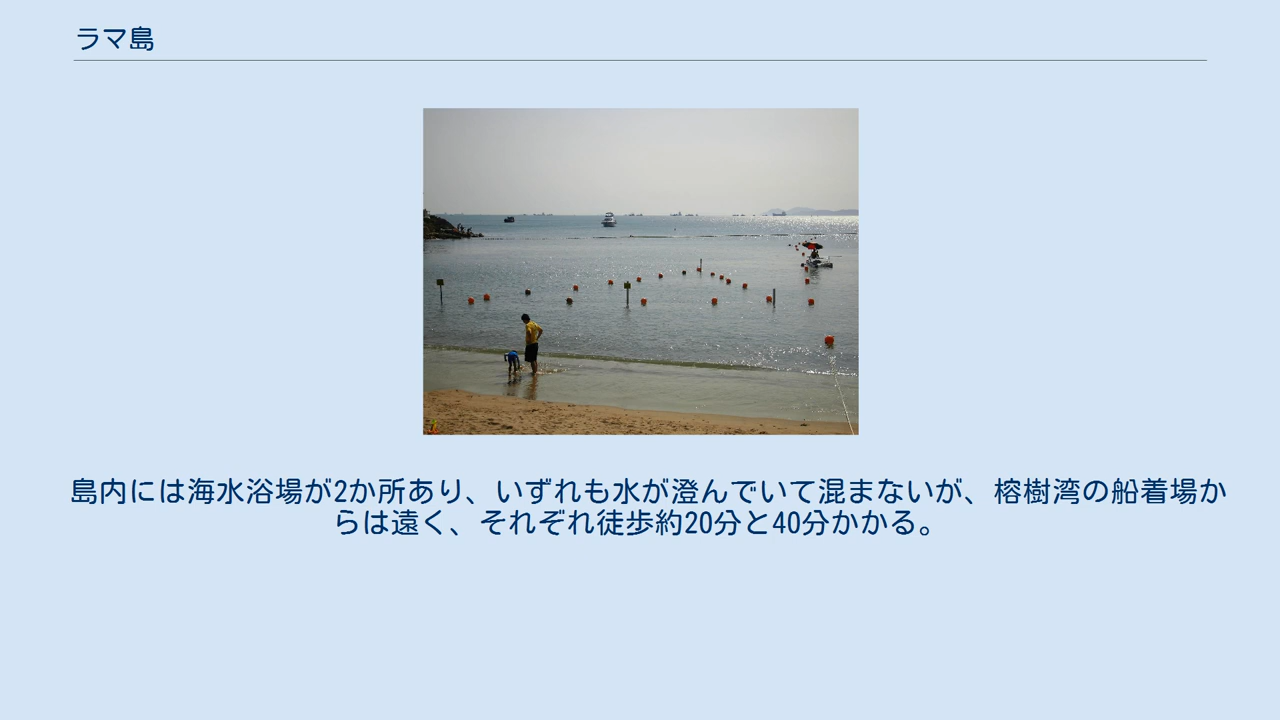 ラマ島
島内には海水浴場が2か所あり、いずれも水が澄んでいて混まないが、榕樹湾の船着場か
らは遠く、それぞれ徒歩約20分と40分かかる。